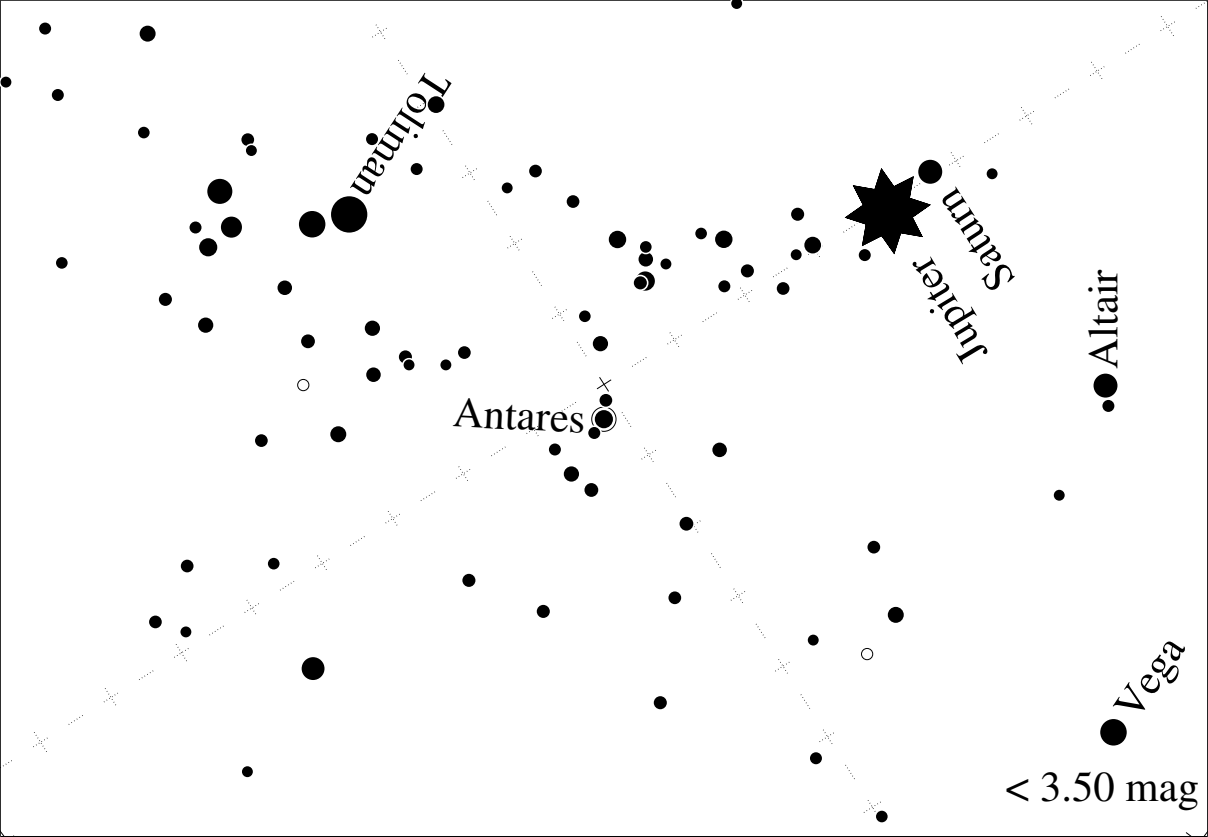 Toliman
Saturn
Jupiter
Altair
Antares
Vega
< 3.50 mag